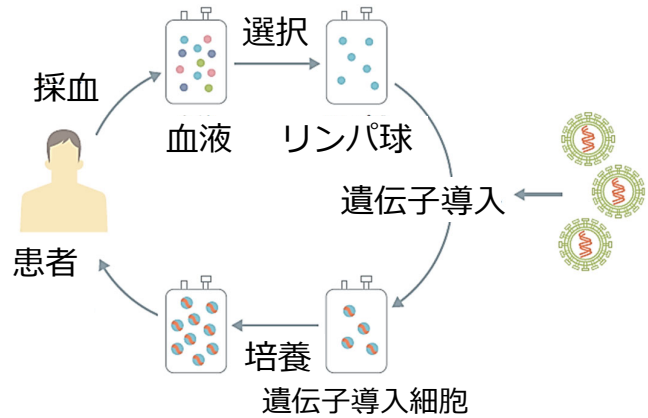 選択
採血
血液
リンパ球
遺伝子導入
患者
培養
遺伝子導入細胞